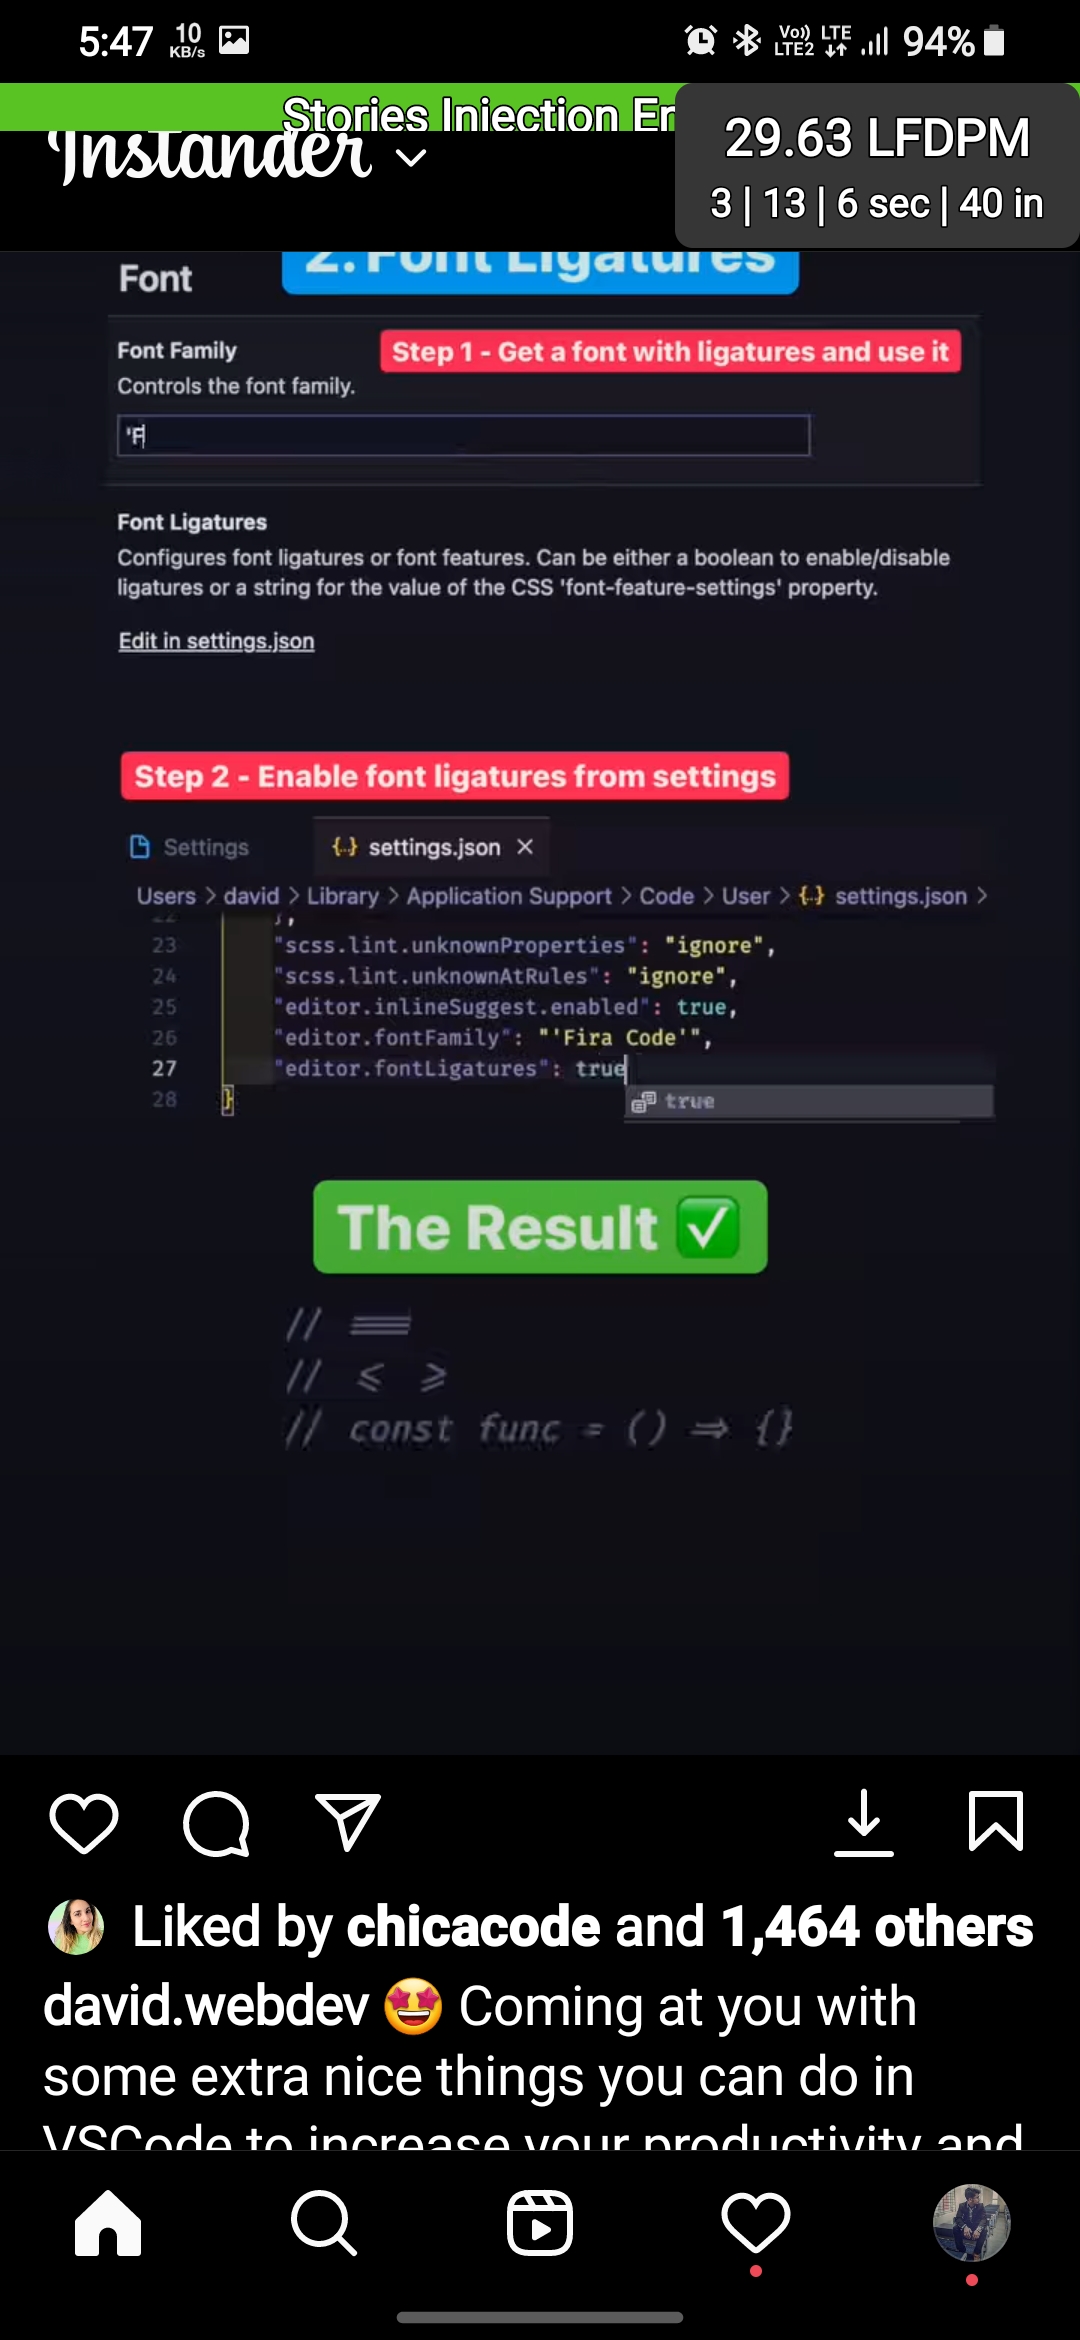 5:47 10 KB/s Vo)) LTE2 LTE 94%
Stories Injection
Instander
29.63 LFDPM
3 | 13 | 6 sec | 40 in
2. Font Ligatures
Font
Font Family
Step 1 - Get a font with ligatures and use it
Controls the font family.
'F
Font Ligatures
Configures font ligatures or font features. Can be either a boolean to enable/disable
ligatures or a string for the value of the CSS 'font-feature-settings' property.
Edit in settings.json
Step 2 - Enable font ligatures from settings
Settings {..} settings.json ×
Users > david > Library > Application Support > Code > User > {..} settings.json >
22 },
23 "scss.lint.unknownProperties": "ignore",
24 "scss.lint.unknownAtRules": "ignore",
25 "editor.inlineSuggest.enabled": true,
26 "editor.fontFamily": "'Fira Code'",
27 "editor.fontLigatures": true
28 }
true
The Result ✅
// ≡
// ⩽ ⩾
// const func = () ⇒ {}
Liked by chicacode and 1,464 others
david.webdev 🤩 Coming at you with
some extra nice things you can do in
VSCode to increase your productivity and